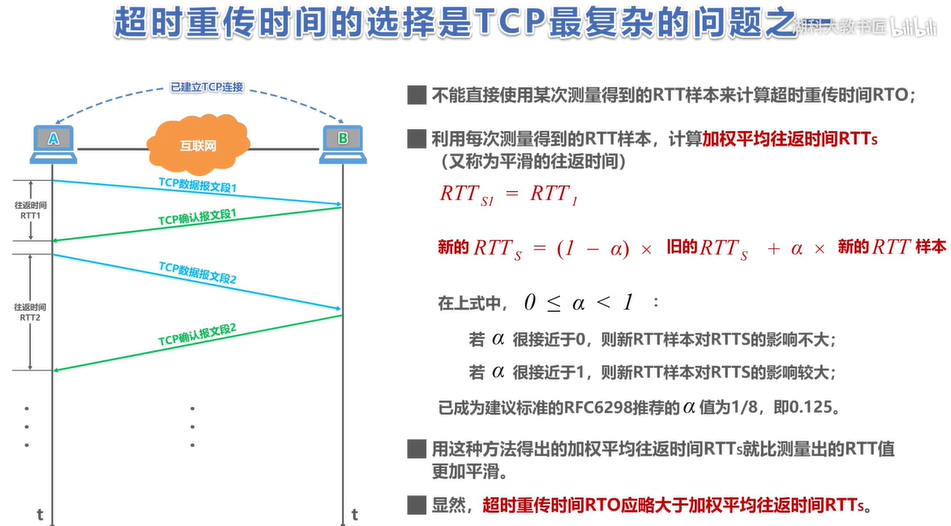 超时重传时间的选择是TCP最复杂的问题之一
湖科大教书匠 bilibili
已建立TCP连接
A
互联网
B
往返时间
RTT1
TCP数据报文段1
TCP确认报文段1
往返时间
RTT2
TCP数据报文段2
TCP确认报文段2
t
t
不能直接使用某次测量得到的RTT样本来计算超时重传时间RTO；
利用每次测量得到的RTT样本，计算加权平均往返时间RTTs
（又称为平滑的往返时间）
RTT_S1 = RTT_1
新的 RTT_S = (1 − α) × 旧的RTT_S + α × 新的RTT 样本
在上式中， 0 ≤ α < 1 ：
若 α 很接近于0，则新RTT样本对RTTS的影响不大；
若 α 很接近于1，则新RTT样本对RTTS的影响较大；
已成为建议标准的RFC6298推荐的 α 值为1/8，即0.125。
用这种方法得出的加权平均往返时间RTTs就比测量出的RTT值
更加平滑。
显然，超时重传时间RTO应略大于加权平均往返时间RTTs。